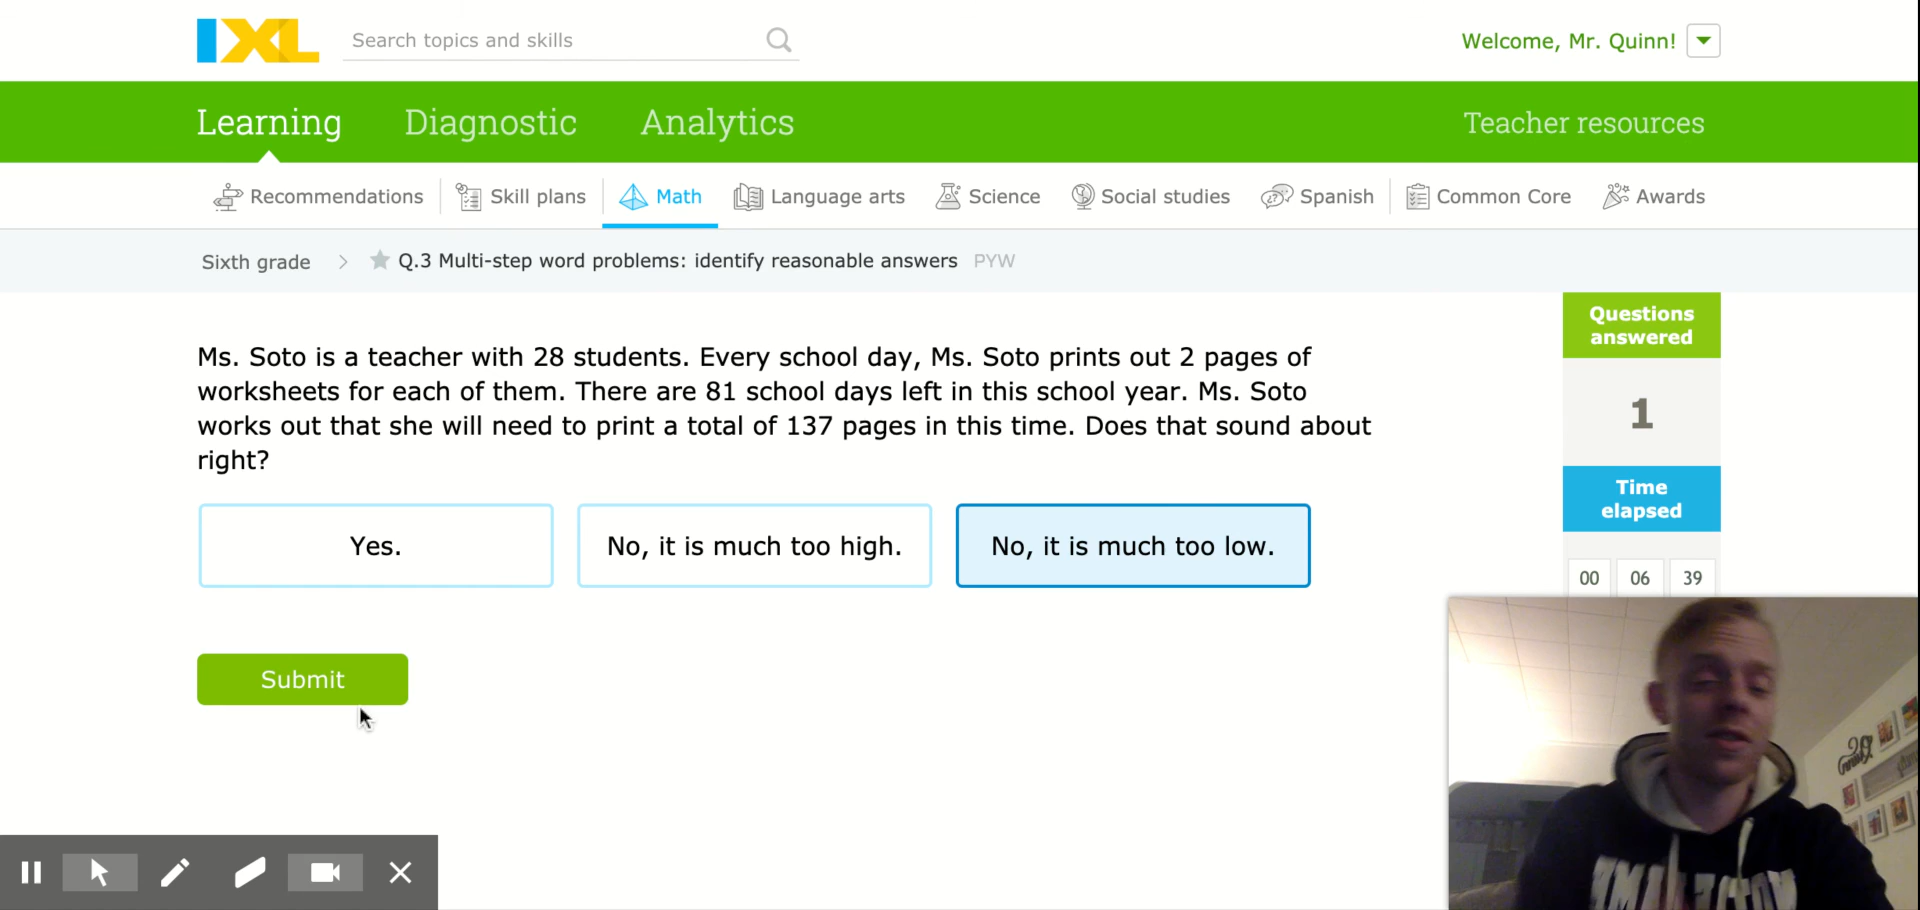 IXL
Search topics and skills
Welcome, Mr. Quinn!
Learning
Diagnostic
Analytics
Teacher resources
Recommendations
Skill plans
Math
Language arts
Science
Social studies
Spanish
Common Core
Awards
Sixth grade
Q.3 Multi-step word problems: identify reasonable answers PYW
Ms. Soto is a teacher with 28 students. Every school day, Ms. Soto prints out 2 pages of
worksheets for each of them. There are 81 school days left in this school year. Ms. Soto
works out that she will need to print a total of 137 pages in this time. Does that sound about
right?
Yes.
No, it is much too high.
No, it is much too low.
Submit
Questions
answered
1
Time
elapsed
00 06 39